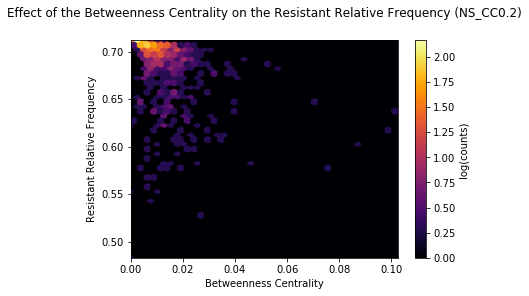 Effect of the Betweenness Centrality on the Resistant Relative Frequency (NS_CC0.2)
0.70
0.65
0.60
0.55
0.50
Resistant Relative Frequency
0.00 0.02 0.04 0.06 0.08 0.10
Betweenness Centrality
2.00
1.75
1.50
1.25
1.00
0.75
0.50
0.25
0.00
log(counts)